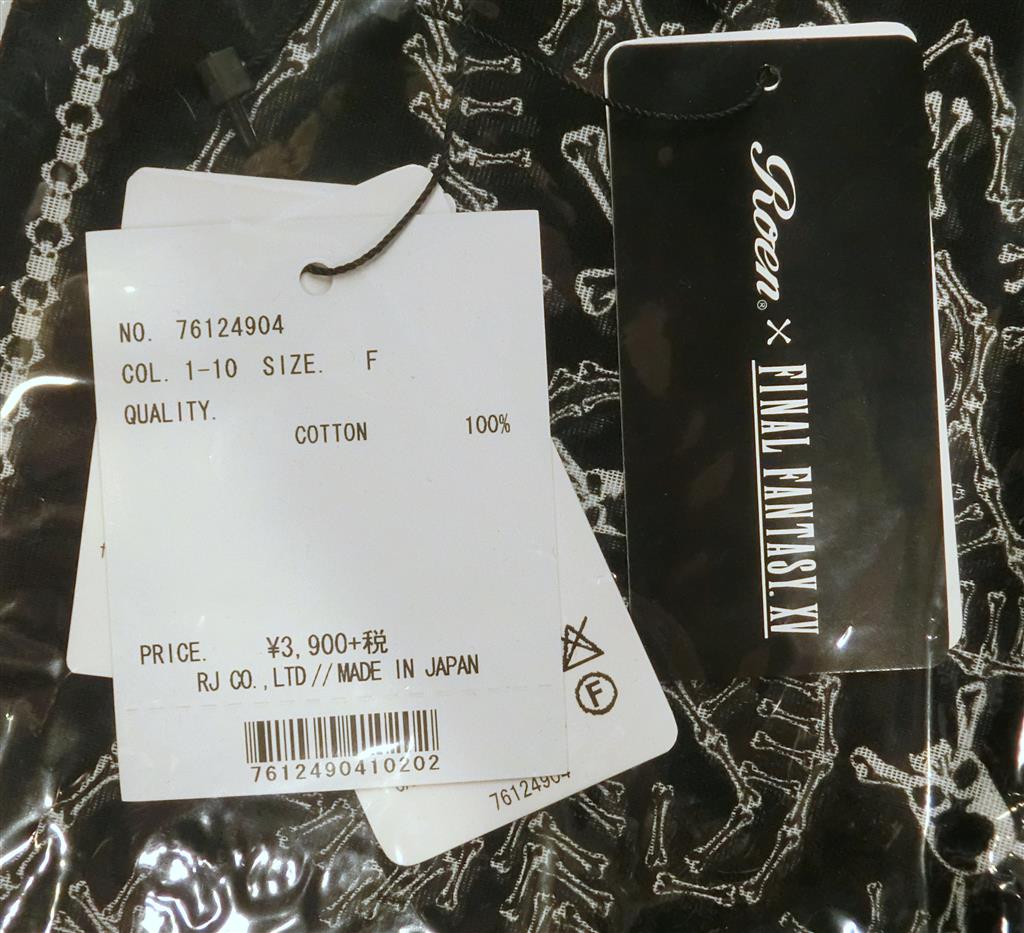 NO. 76124904
COL. 1-10 SIZE. F
QUALITY.
COTTON 100%
PRICE. ¥3,900+税
RJ CO.,LTD//MADE IN JAPAN
7612490410202
F
76124904
Roen® × FINAL FANTASY XV